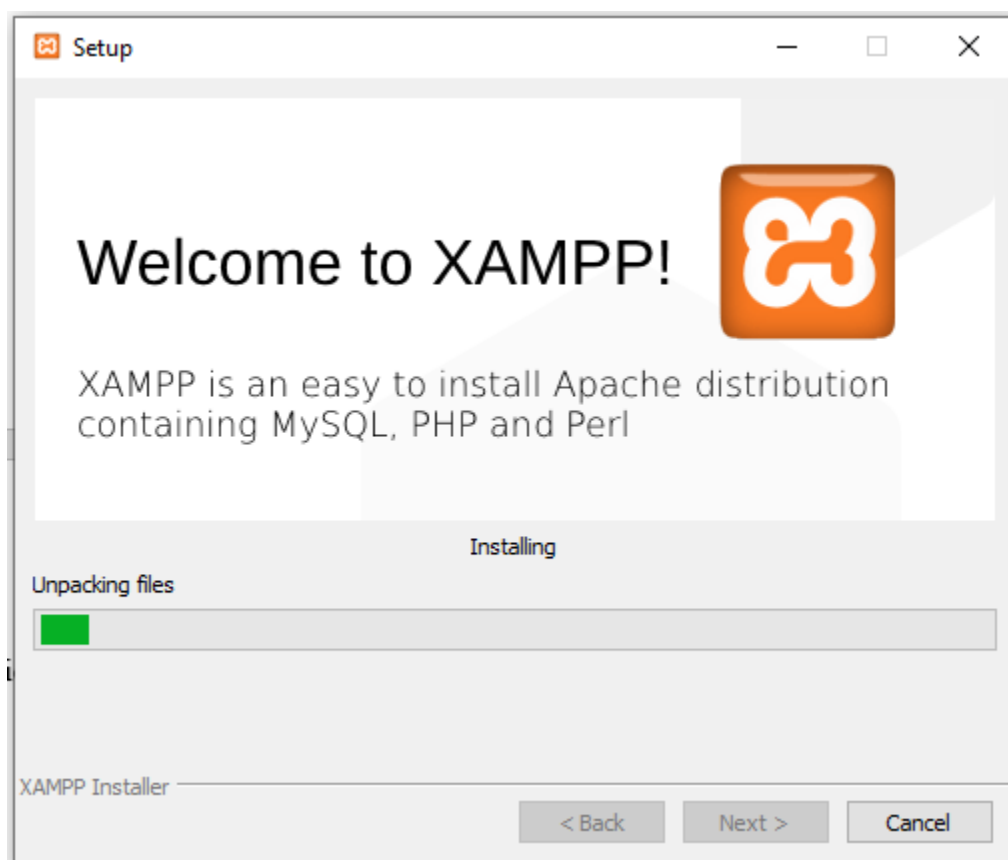 Setup
Welcome to XAMPP!
XAMPP is an easy to install Apache distribution
containing MySQL, PHP and Perl
Installing
Unpacking files
XAMPP Installer
< Back
Next >
Cancel